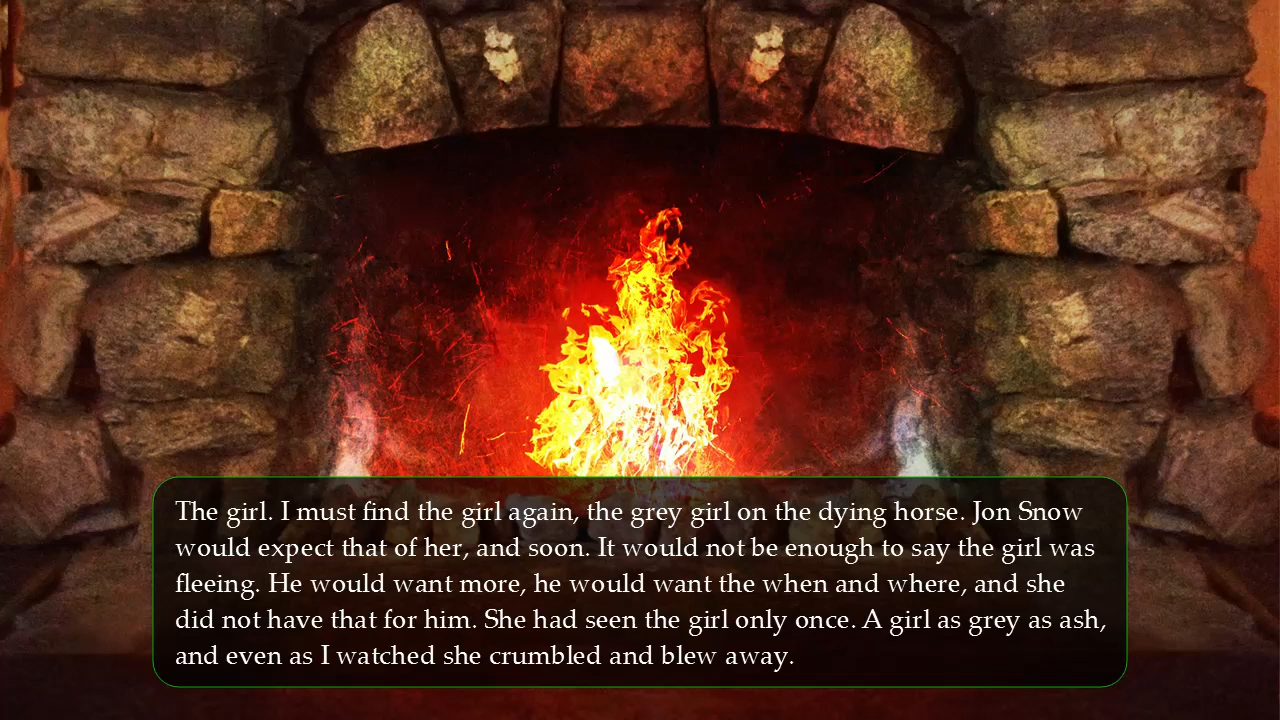 The girl. I must find the girl again, the grey girl on the dying horse. Jon Snow
would expect that of her, and soon. It would not be enough to say the girl was
fleeing. He would want more, he would want the when and where, and she
did not have that for him. She had seen the girl only once. A girl as grey as ash,
and even as I watched she crumbled and blew away.